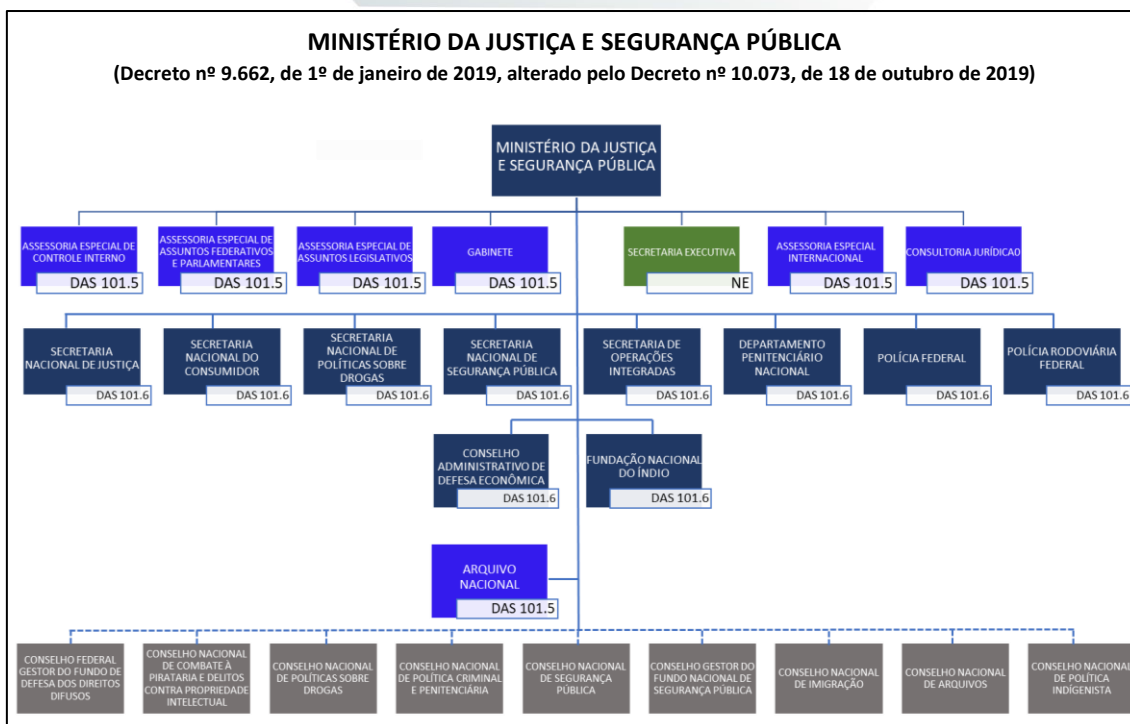 MINISTÉRIO DA JUSTIÇA E SEGURANÇA PÚBLICA
(Decreto nº 9.662, de 1º de janeiro de 2019, alterado pelo Decreto nº 10.073, de 18 de outubro de 2019)
MINISTÉRIO DA JUSTIÇA
E SEGURANÇA PÚBLICA
ASSESSORIA ESPECIAL DE
CONTROLE INTERNO
DAS 101.5
ASSESSORIA ESPECIAL DE
ASSUNTOS FEDERATIVOS
E PARLAMENTARES
DAS 101.5
ASSESSORIA ESPECIAL DE
ASSUNTOS LEGISLATIVOS
DAS 101.5
GABINETE
DAS 101.5
SECRETARIA EXECUTIVA
NE
ASSESSORIA ESPECIAL
INTERNACIONAL
DAS 101.5
CONSULTORIA JURÍDICAO
DAS 101.5
SECRETARIA
NACIONAL DE JUSTIÇA
DAS 101.6
SECRETARIA
NACIONAL DO
CONSUMIDOR
DAS 101.6
SECRETARIA
NACIONAL DE
POLÍTICAS SOBRE
DROGAS
DAS 101.6
SECRETARIA
NACIONAL DE
SEGURANÇA PÚBLICA
DAS 101.6
SECRETARIA DE
OPERAÇÕES
INTEGRADAS
DAS 101.6
DEPARTAMENTO
PENITENCIÁRIO
NACIONAL
DAS 101.6
POLÍCIA FEDERAL
DAS 101.6
POLÍCIA RODOVIÁRIA
FEDERAL
DAS 101.6
CONSELHO
ADMINISTRATIVO DE
DEFESA ECONÔMICA
DAS 101.6
FUNDAÇÃO NACIONAL
DO ÍNDIO
DAS 101.6
ARQUIVO
NACIONAL
DAS 101.5
CONSELHO FEDERAL
GESTOR DO FUNDO DE
DEFESA DOS DIREITOS
DIFUSOS
CONSELHO NACIONAL
DE COMBATE À
PIRATARIA E DELITOS
CONTRA PROPRIEDADE
INTELECTUAL
CONSELHO NACIONAL
DE POLÍTICAS SOBRE
DROGAS
CONSELHO NACIONAL
DE POLÍTICA CRIMINAL
E PENITENCIÁRIA
CONSELHO NACIONAL
DE SEGURANÇA
PÚBLICA
CONSELHO GESTOR DO
FUNDO NACIONAL DE
SEGURANÇA PÚBLICA
CONSELHO NACIONAL
DE IMIGRAÇÃO
CONSELHO NACIONAL
DE ARQUIVOS
CONSELHO NACIONAL
DE POLÍTICA
INDÍGENISTA